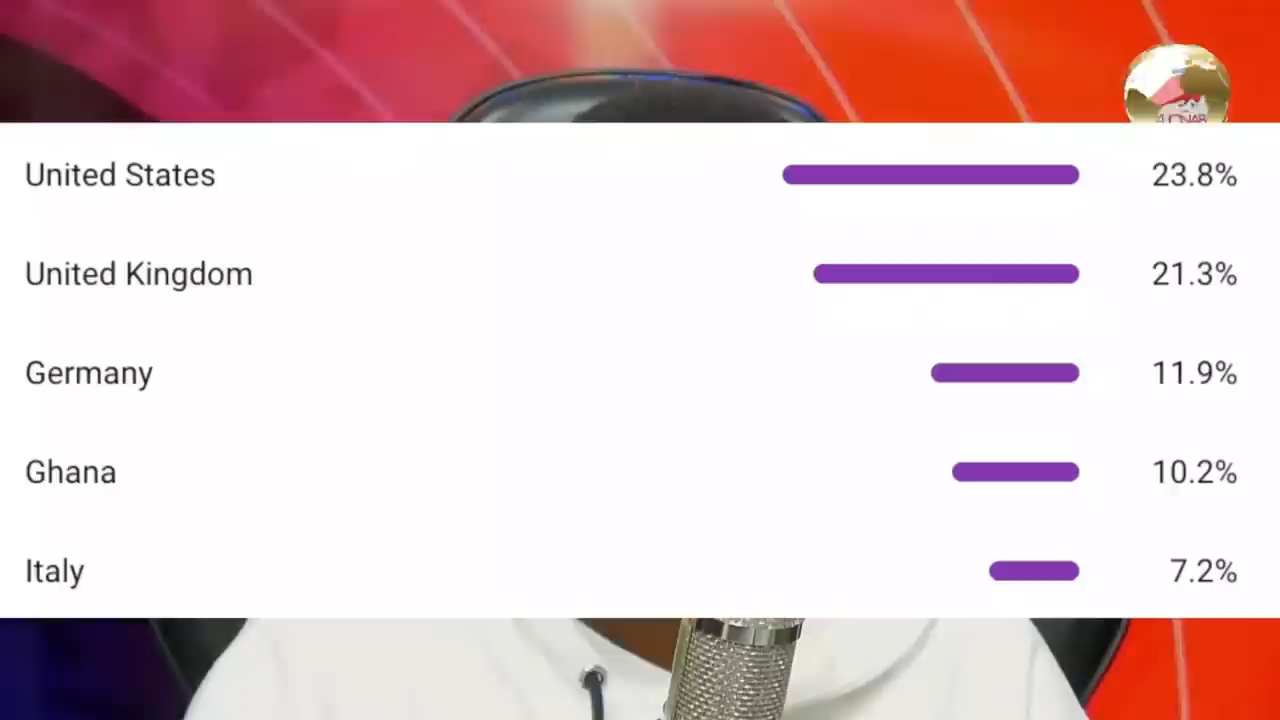 United States 23.8%
United Kingdom 21.3%
Germany 11.9%
Ghana 10.2%
Italy 7.2%